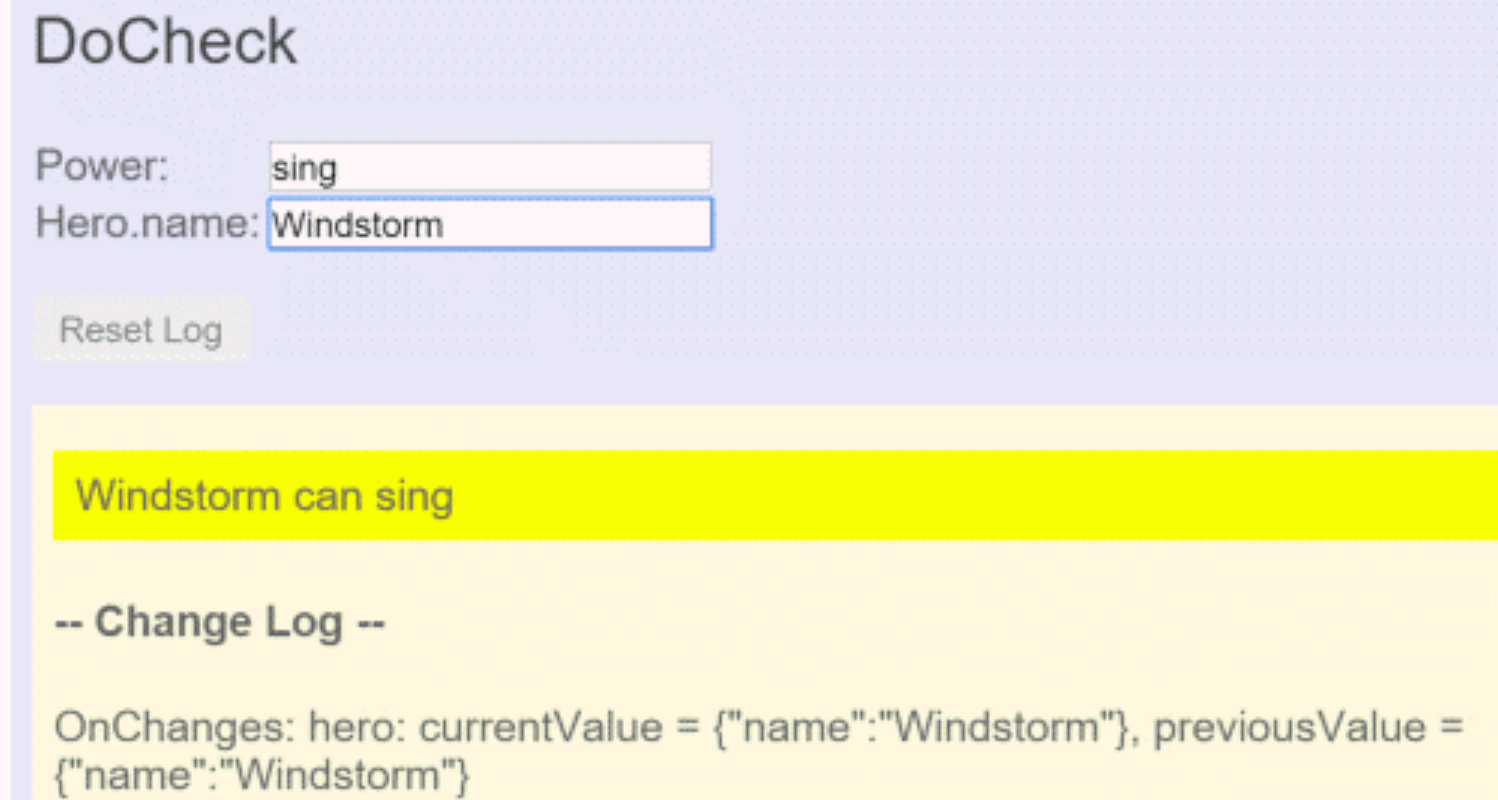 DoCheck
Power: sing
Hero.name: Windstorm
Reset Log
Windstorm can sing
-- Change Log --
OnChanges: hero: currentValue = {"name":"Windstorm"}, previousValue =
{"name":"Windstorm"}